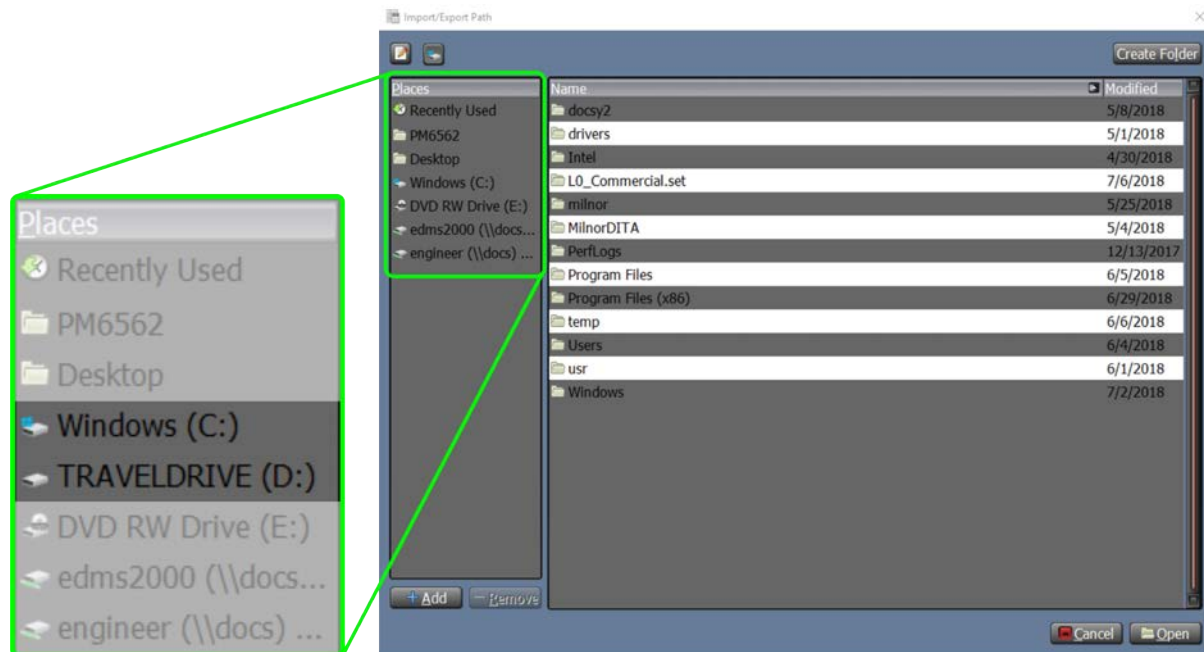 Import/Export Path
Create Folder
Places
Recently Used
PM6562
Desktop
Windows (C:)
DVD RW Drive (E:)
edms2000 (\\docs...
engineer (\\docs) ...
Name Modified
docsy2 5/8/2018
drivers 5/1/2018
Intel 4/30/2018
L0_Commercial.set 7/6/2018
milnor 5/25/2018
MilnorDITA 5/4/2018
PerfLogs 12/13/2017
Program Files 6/5/2018
Program Files (x86) 6/29/2018
temp 6/6/2018
Users 6/4/2018
usr 6/1/2018
Windows 7/2/2018
Add Remove
Cancel Open
Places
Recently Used
PM6562
Desktop
Windows (C:)
TRAVELDRIVE (D:)
DVD RW Drive (E:)
edms2000 (\\docs...
engineer (\\docs) ...